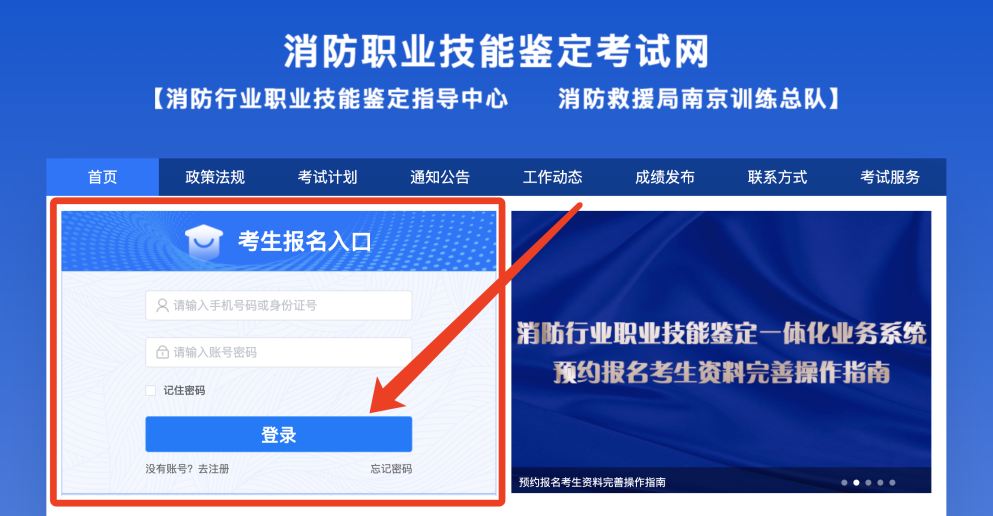 消防职业技能鉴定考试网
【消防行业职业技能鉴定指导中心 消防救援局南京训练总队】
首页 政策法规 考试计划 通知公告 工作动态 成绩发布 联系方式 考试服务
考生报名入口
请输入手机号码或身份证号
请输入账号密码
记住密码
登录
没有账号？去注册 忘记密码
消防行业职业技能鉴定一体化业务系统
预约报名考生资料完善操作指南
预约报名考生资料完善操作指南